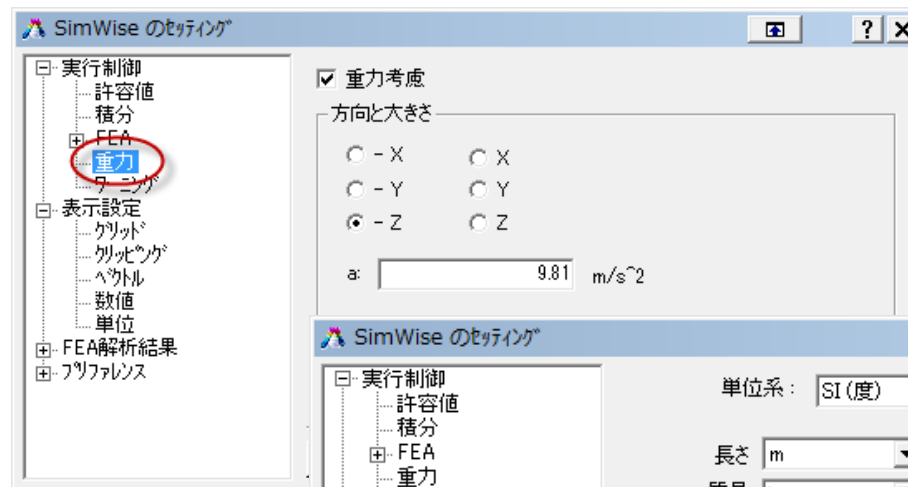 SimWise のｾｯﾃｨﾝｸﾞ
実行制御
許容値
積分
FEA
重力
ワーニング
表示設定
ｸﾞﾘｯﾄﾞ
ｸﾘｯﾋﾟﾝｸﾞ
ﾍﾞｸﾄﾙ
数値
単位
FEA解析結果
ﾌﾟﾘﾌｧﾚﾝｽ
重力考慮
方向と大きさ
- X X
- Y Y
- Z Z
a: 9.81 m/s^2
SimWise のｾｯﾃｨﾝｸﾞ
実行制御
許容値
積分
FEA
重力
単位系： SI(度)
長さ m